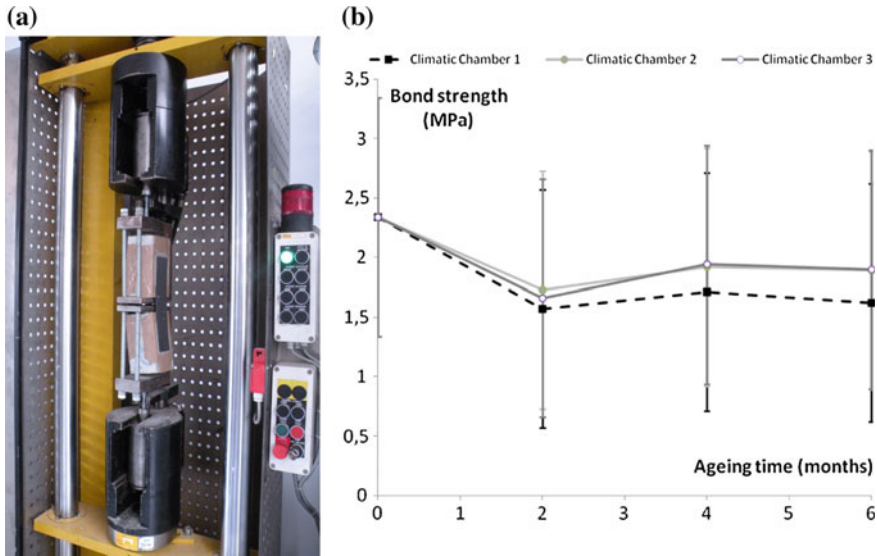 (a)
(b)
Climatic Chamber 1
Climatic Chamber 2
Climatic Chamber 3
Bond strength
(MPa)
3,5
3
2,5
2
1,5
1
0,5
0
0 1 2 3 4 5 6
Ageing time (months)